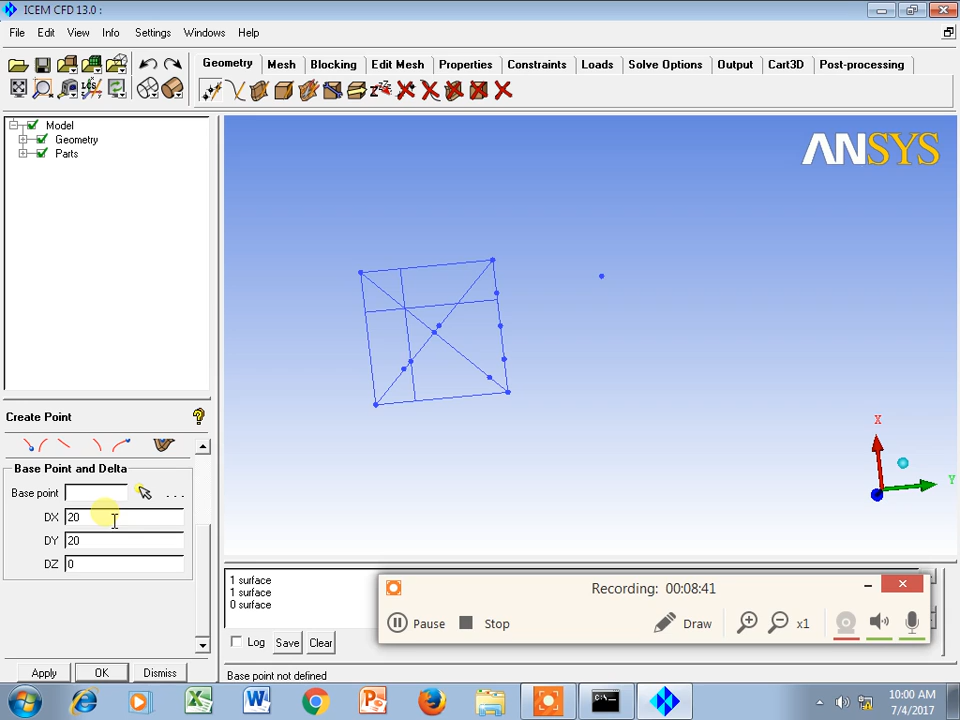 ICEM CFD 13.0 :
File Edit View Info Settings Windows Help
Geometry Mesh Blocking Edit Mesh Properties Constraints Loads Solve Options Output Cart3D Post-processing
LCS
Model
Geometry
Parts
ANSYS
Create Point
?
Base Point and Delta
Base point ...
DX 20
DY 20
DZ 0
Apply OK Dismiss
X
Y
1 surface
1 surface
0 surface
Log Save Clear
Base point not defined
Recording: 00:08:41
Pause Stop Draw x1
10:00 AM
7/4/2017